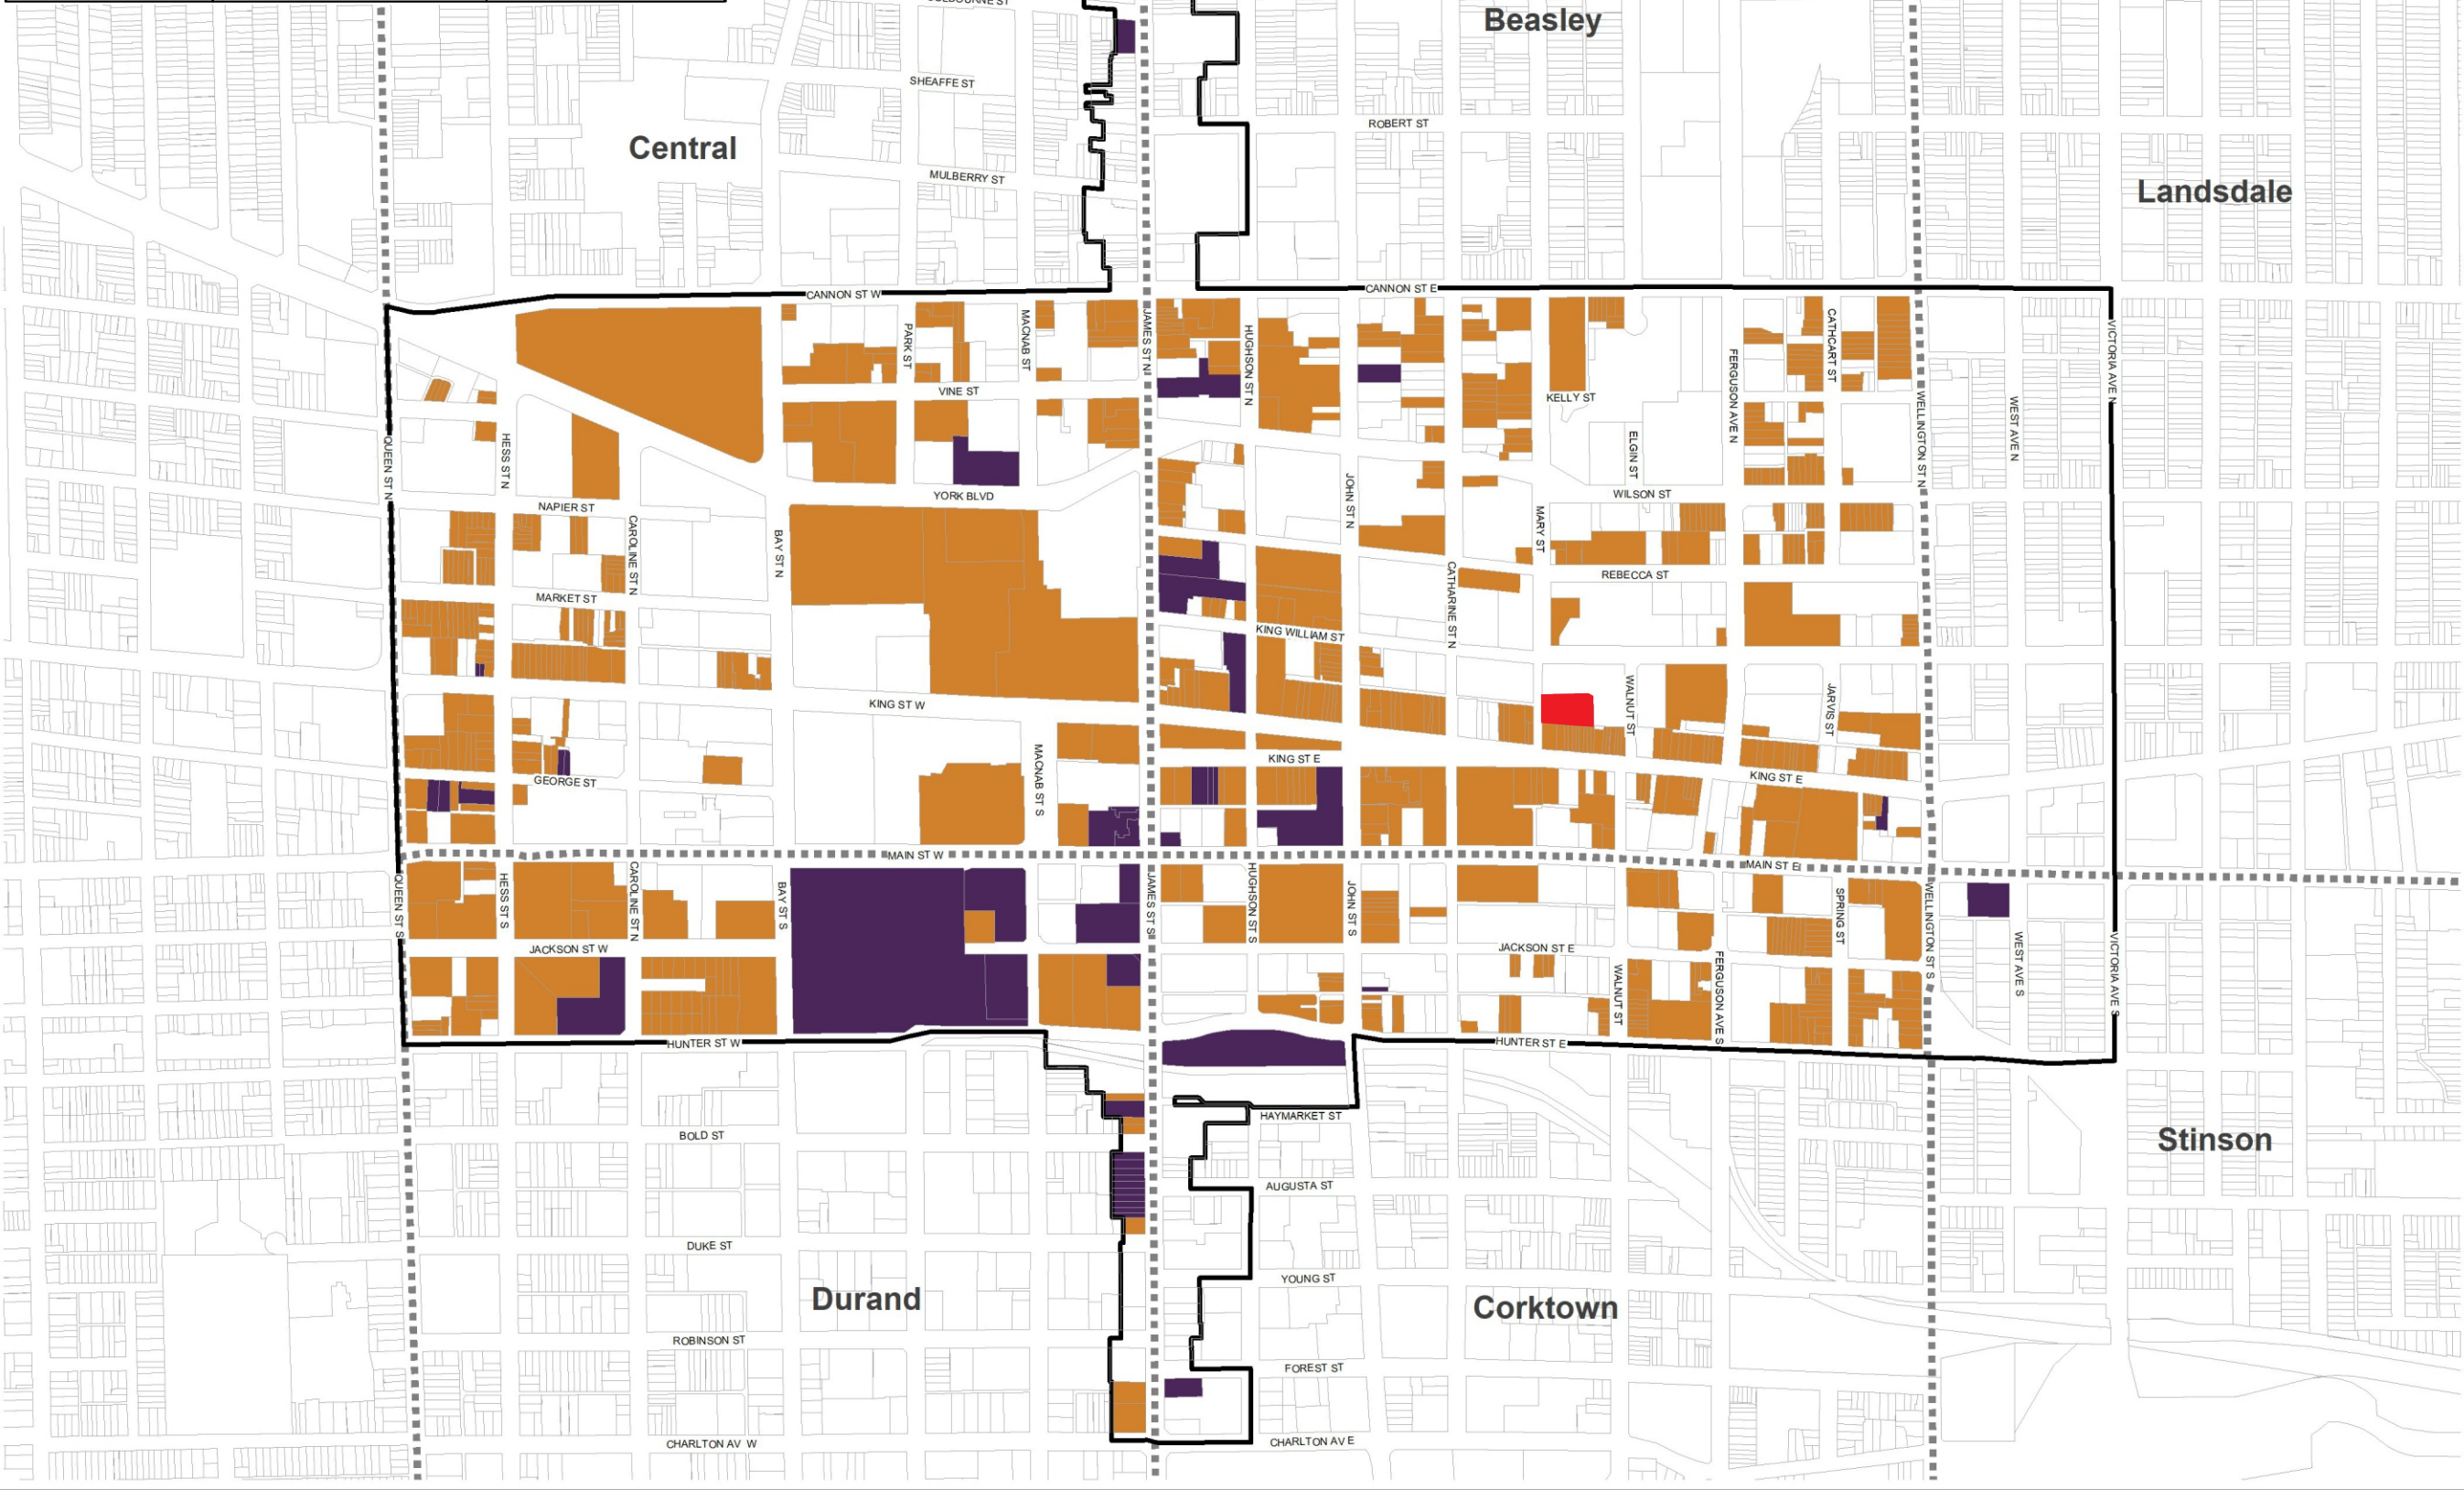 Beasley
SHEAFFE ST
ROBERT ST
Central
MULBERRY ST
Landsdale
CANNON ST W
CANNON ST E
JAMES ST N
PARK ST
MACNAB ST
HUGHSON ST N
CATHCART ST
VICTORIA AVE N
FERGUSON AVE N
VINE ST
KELLY ST
WELLINGTON ST N
WEST AVE N
QUEEN ST N
HESS ST N
ELGIN ST
YORK BLVD
JOHN ST N
WILSON ST
NAPIER ST
CAROLINE ST N
BAY ST N
MARY ST
CATHARINE ST N
REBECCA ST
MARKET ST
KING WILLIAM ST
KING ST W
WALNUT ST
JARVIS ST
MACNAB ST S
KING ST E
KING ST E
GEORGE ST
MAIN ST W
MAIN ST E
QUEEN ST S
HESS ST S
CAROLINE ST N
BAY ST S
JAMES ST S
HUGHSON ST S
JOHN ST S
SPRING ST
WELLINGTON ST S
WEST AVE S
VICTORIA AVE S
JACKSON ST W
JACKSON ST E
WALNUT ST
FERGUSON AVE S
HUNTER ST W
HUNTER ST E
HAYMARKET ST
BOLD ST
Stinson
AUGUSTA ST
DUKE ST
YOUNG ST
Durand
Corktown
ROBINSON ST
FOREST ST
CHARLTON AV W
CHARLTON AV E